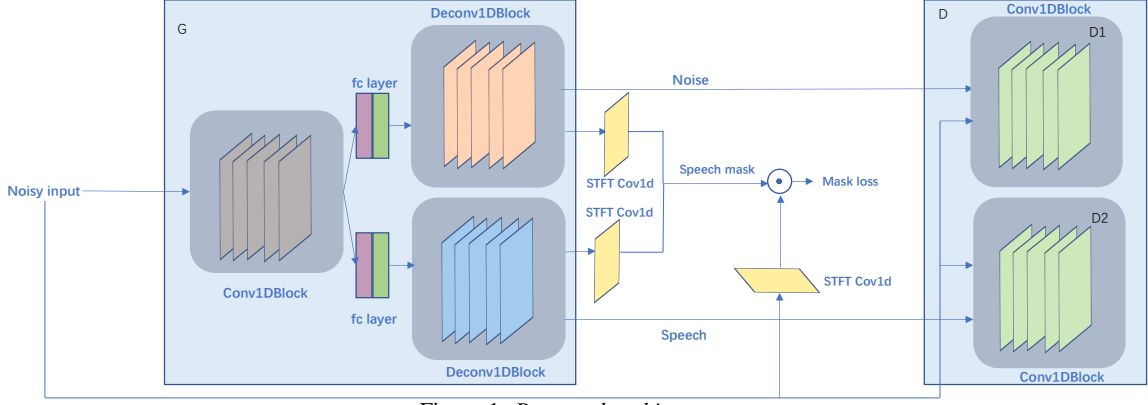 G
Deconv1DBlock
fc layer
Noisy input
Conv1DBlock
fc layer
Deconv1DBlock
Noise
STFT Cov1d
STFT Cov1d
Speech mask
Mask loss
STFT Cov1d
Speech
D
Conv1DBlock
D1
D2
Conv1DBlock